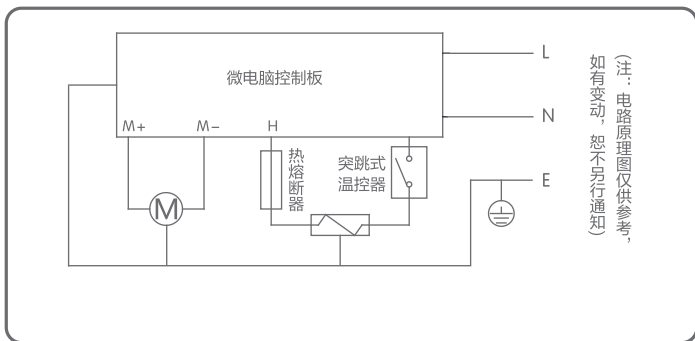 微电脑控制板
M+
M−
H
L
N
E
热熔断器
突跳式
温控器
M
(注：电路原理图仅供参考，
如有变动，恕不另行通知)